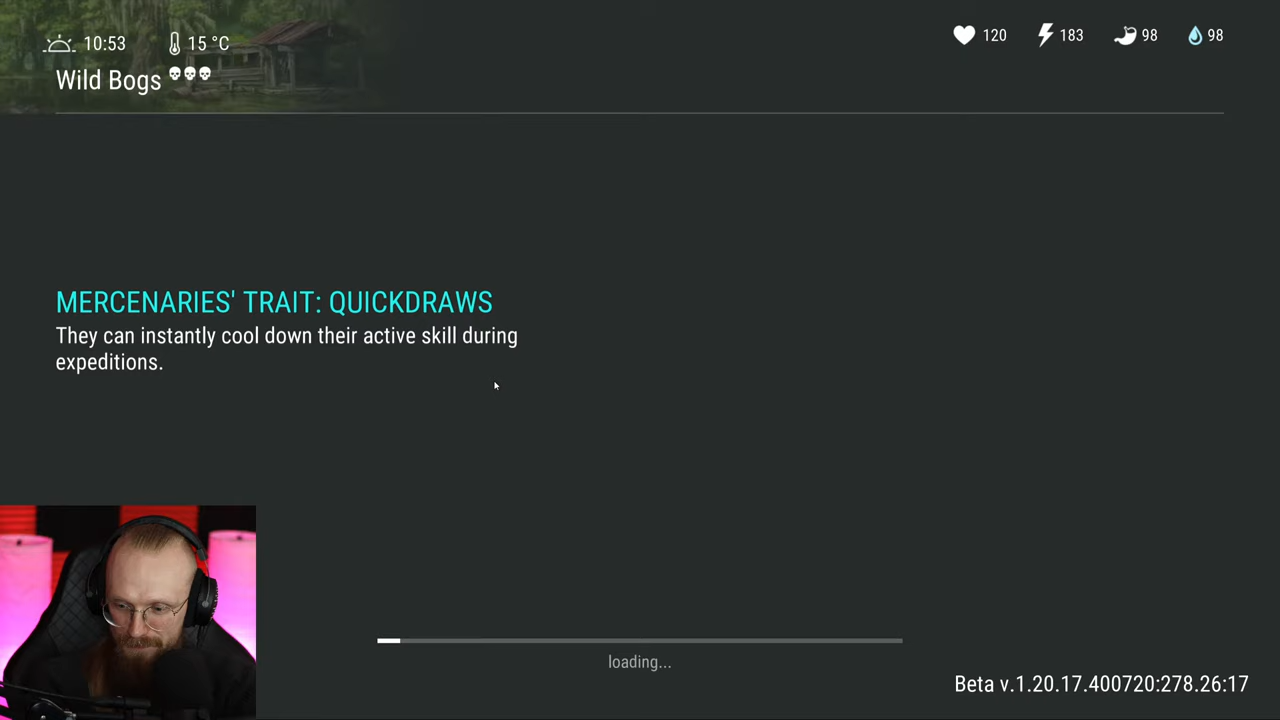 10:53 15 °C 120 183 98 98
Wild Bogs
MERCENARIES' TRAIT: QUICKDRAWS
They can instantly cool down their active skill during
expeditions.
loading...
Beta v.1.20.17.400720:278.26:17